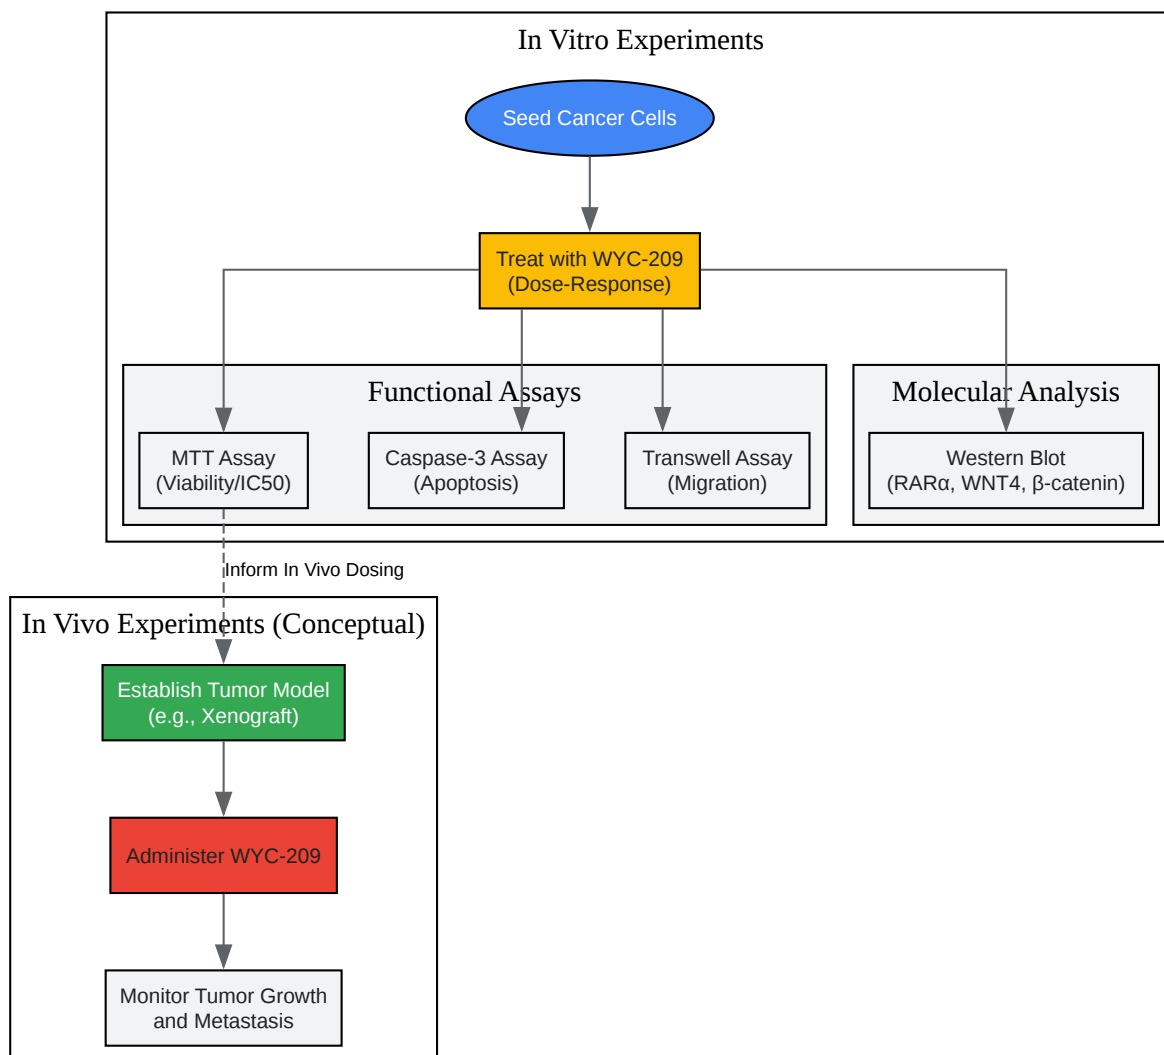 In Vitro Experiments
Seed Cancer Cells
Treat with WYC-209
(Dose-Response)
Functional Assays
MTT Assay
(Viability/IC50)
Caspase-3 Assay
(Apoptosis)
Transwell Assay
(Migration)
Molecular Analysis
Western Blot
(RARα, WNT4, β-catenin)
Inform In Vivo Dosing
In Vivo Experiments (Conceptual)
Establish Tumor Model
(e.g., Xenograft)
Administer WYC-209
Monitor Tumor Growth
and Metastasis